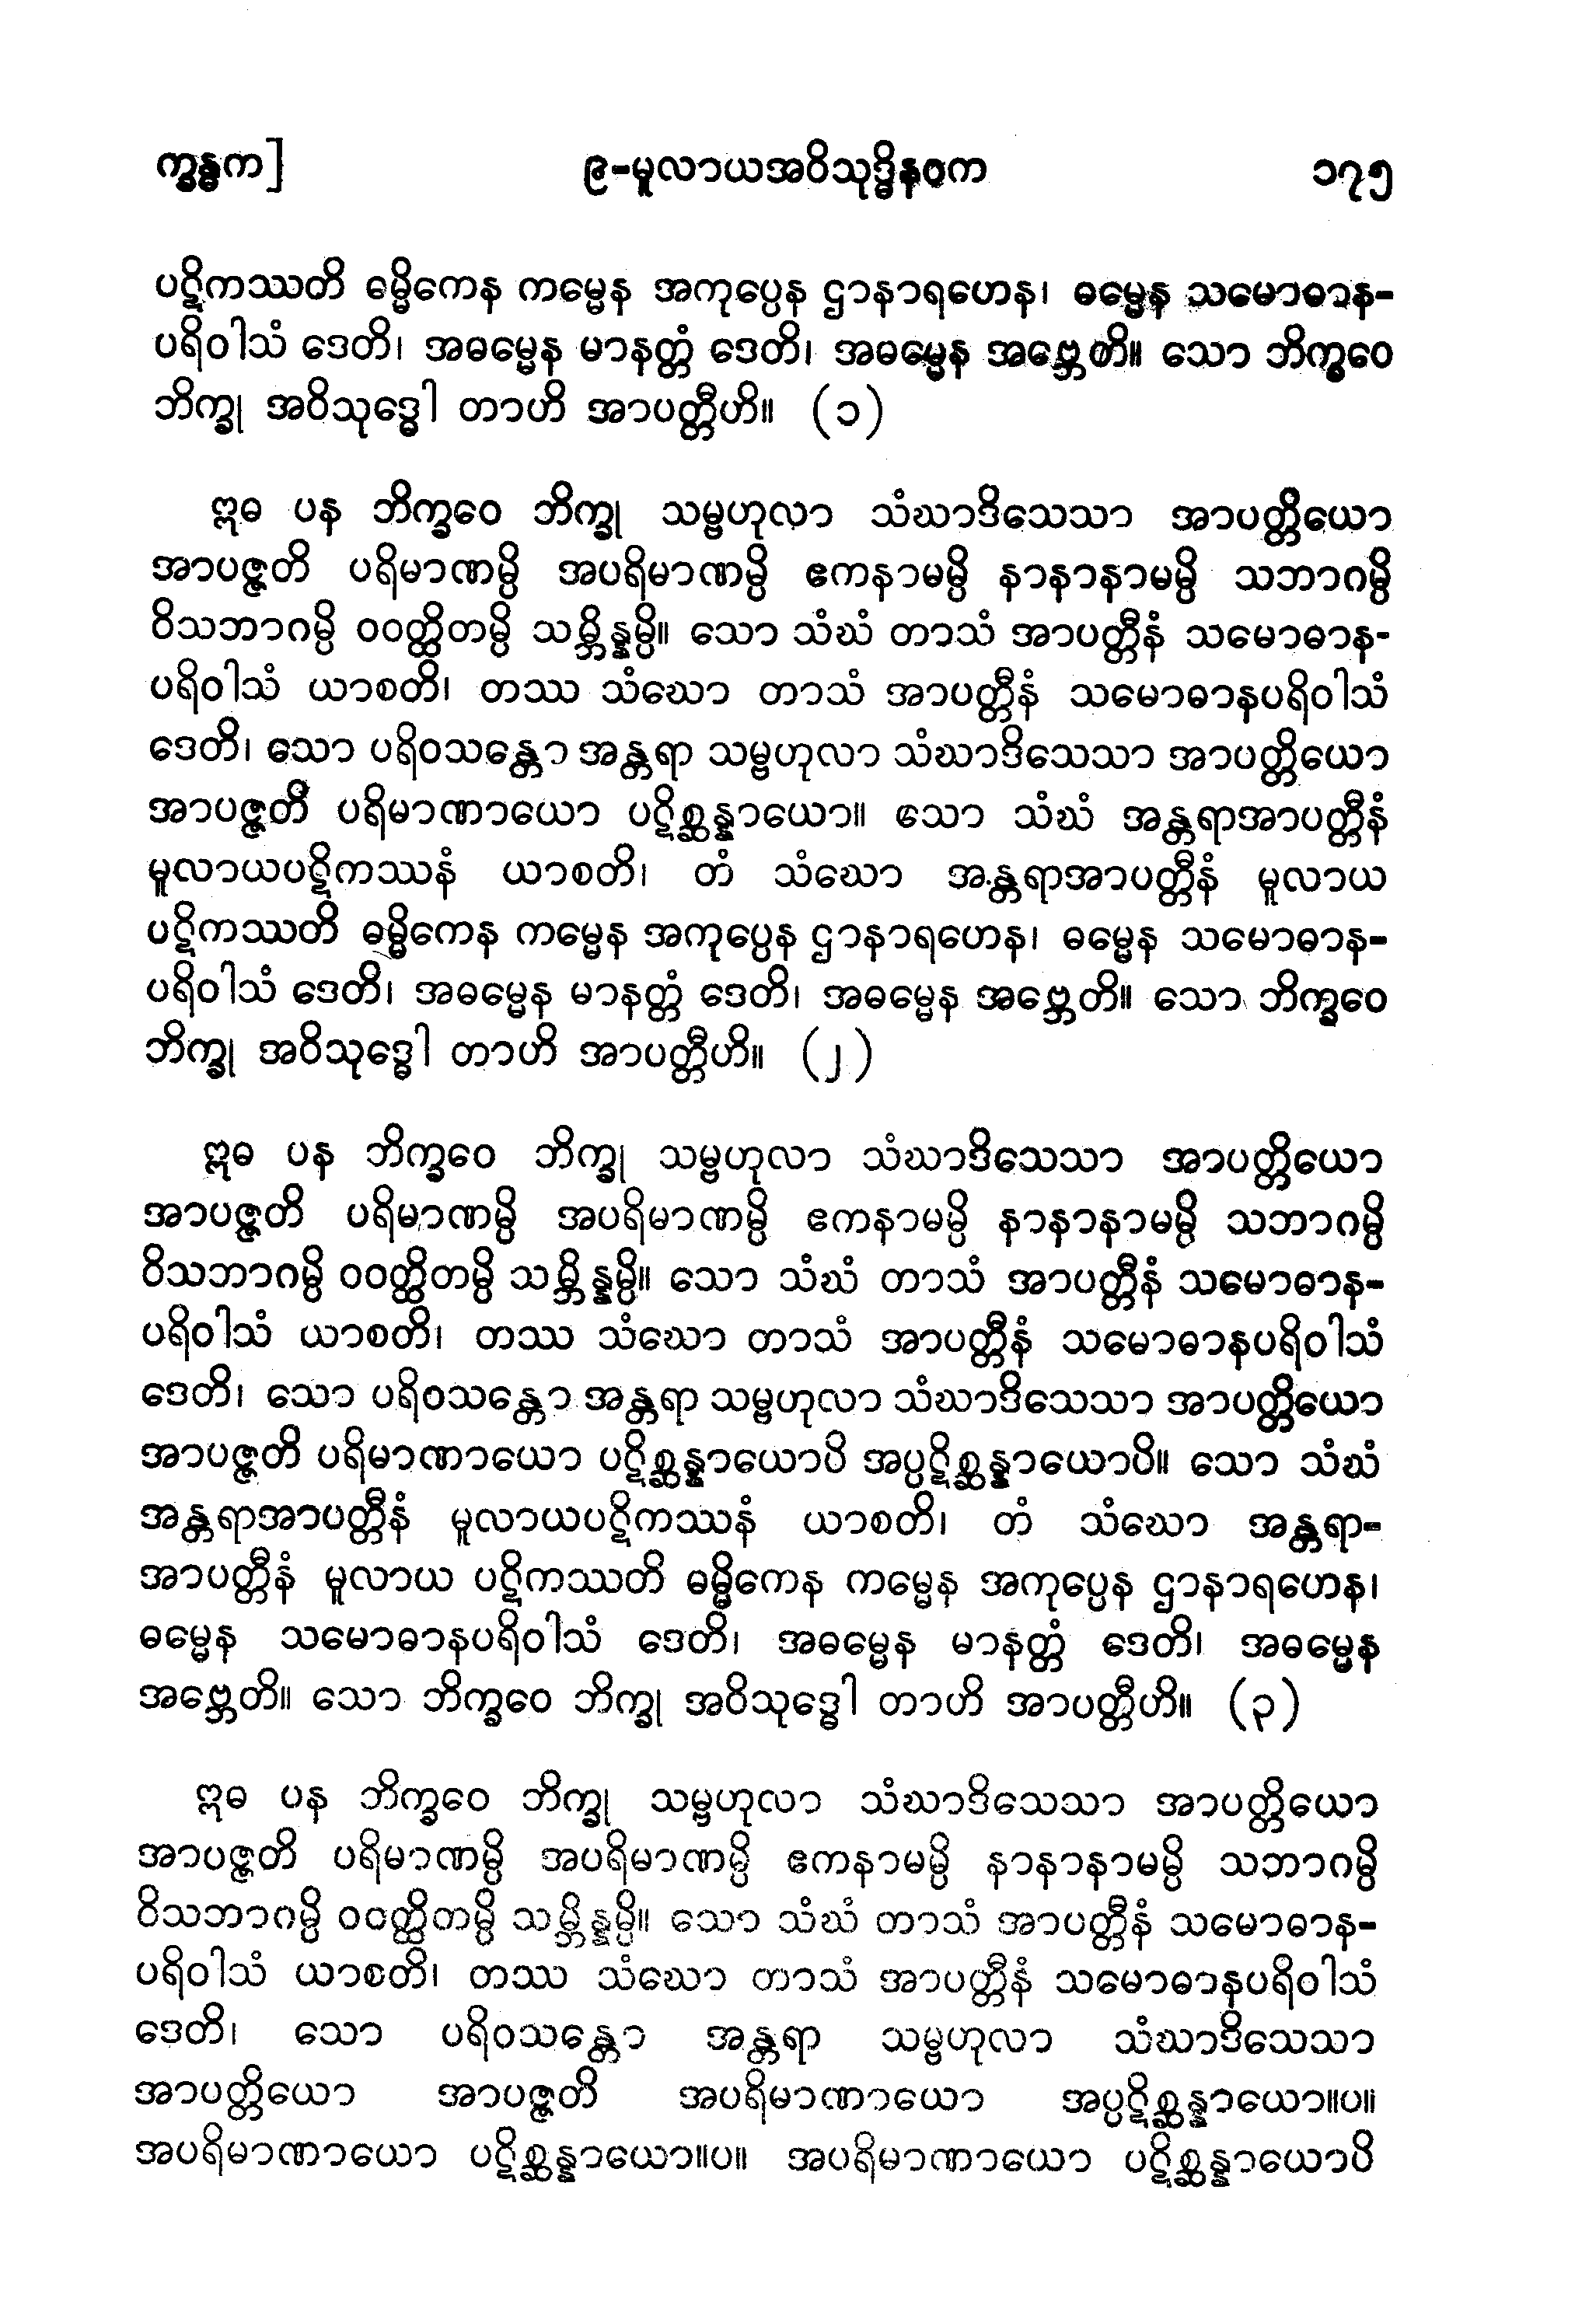 က္ခန္ဓက]
၉-မူလာယအဝိသုဒ္ဓိနဝက
၁၇၅
ပဋိကဿတိ ဓမ္မိကေန ကမ္မေန အကုပ္ပေန ဌာနာရဟေန၊ ဓမ္မေန သမောဓာန-
ပရိဝါသံ ဒေတိ၊ အဓမ္မေန မာနတ္တံ ဒေတိ၊ အဓမ္မေန အဗ္ဘေတိ။ သော ဘိက္ခဝေ
ဘိက္ခု အဝိသုဒ္ဓေါ တာဟိ အာပတ္တီဟိ။ (၁)
ဣဓ ပန ဘိက္ခဝေ ဘိက္ခု သမ္ဗဟုလာ သံဃာဒိသေသာ အာပတ္တိယော
အာပဇ္ဇတိ ပရိမာဏမ္ပိ အပရိမာဏမ္ပိ ဧကနာမမ္ပိ နာနာနာမမ္ပိ သဘာဂမ္ပိ
ဝိသဘာဂမ္ပိ ဝဝတ္ထိတမ္ပိ သမ္ဘိန္နမ္ပိ။ သော သံဃံ တာသံ အာပတ္တီနံ သမောဓာန-
ပရိဝါသံ ယာစတိ၊ တဿ သံဃော တာသံ အာပတ္တီနံ သမောဓာနပရိဝါသံ
ဒေတိ၊ သော ပရိဝသန္တော အန္တရာ သမ္ဗဟုလာ သံဃာဒိသေသာ အာပတ္တိယော
အာပဇ္ဇတိ ပရိမာဏာယော ပဋိစ္ဆန္နာယော။ သော သံဃံ အန္တရာအာပတ္တီနံ
မူလာယပဋိကဿနံ ယာစတိ၊ တံ သံဃော အန္တရာအာပတ္တီနံ မူလာယ
ပဋိကဿတိ ဓမ္မိကေန ကမ္မေန အကုပ္ပေန ဌာနာရဟေန၊ ဓမ္မေန သမောဓာန-
ပရိဝါသံ ဒေတိ၊ အဓမ္မေန မာနတ္တံ ဒေတိ၊ အဓမ္မေန အဗ္ဘေတိ။ သော ဘိက္ခဝေ
ဘိက္ခု အဝိသုဒ္ဓေါ တာဟိ အာပတ္တီဟိ။ (၂)
ဣဓ ပန ဘိက္ခဝေ ဘိက္ခု သမ္ဗဟုလာ သံဃာဒိသေသာ အာပတ္တိယော
အာပဇ္ဇတိ ပရိမာဏမ္ပိ အပရိမာဏမ္ပိ ဧကနာမမ္ပိ နာနာနာမမ္ပိ သဘာဂမ္ပိ
ဝိသဘာဂမ္ပိ ဝဝတ္ထိတမ္ပိ သမ္ဘိန္နမ္ပိ။ သော သံဃံ တာသံ အာပတ္တီနံ သမောဓာန-
ပရိဝါသံ ယာစတိ၊ တဿ သံဃော တာသံ အာပတ္တီနံ သမောဓာနပရိဝါသံ
ဒေတိ၊ သော ပရိဝသန္တော အန္တရာ သမ္ဗဟုလာ သံဃာဒိသေသာ အာပတ္တိယော
အာပဇ္ဇတိ ပရိမာဏာယော ပဋိစ္ဆန္နာယောပိ အပ္ပဋိစ္ဆန္နာယောပိ။ သော သံဃံ
အန္တရာအာပတ္တီနံ မူလာယပဋိကဿနံ ယာစတိ၊ တံ သံဃော အန္တရာ-
အာပတ္တီနံ မူလာယ ပဋိကဿတိ ဓမ္မိကေန ကမ္မေန အကုပ္ပေန ဌာနာရဟေန၊
ဓမ္မေန သမောဓာနပရိဝါသံ ဒေတိ၊ အဓမ္မေန မာနတ္တံ ဒေတိ၊ အဓမ္မေန
အဗ္ဘေတိ။ သော ဘိက္ခဝေ ဘိက္ခု အဝိသုဒ္ဓေါ တာဟိ အာပတ္တီဟိ။ (၃)
ဣဓ ပန ဘိက္ခဝေ ဘိက္ခု သမ္ဗဟုလာ သံဃာဒိသေသာ အာပတ္တိယော
အာပဇ္ဇတိ ပရိမာဏမ္ပိ အပရိမာဏမ္ပိ ဧကနာမမ္ပိ နာနာနာမမ္ပိ သဘာဂမ္ပိ
ဝိသဘာဂမ္ပိ ဝဝတ္ထိတမ္ပိ သမ္ဘိန္နမ္ပိ။ သော သံဃံ တာသံ အာပတ္တီနံ သမောဓာန-
ပရိဝါသံ ယာစတိ၊ တဿ သံဃော တာသံ အာပတ္တီနံ သမောဓာနပရိဝါသံ
ဒေတိ၊ သော ပရိဝသန္တော အန္တရာ သမ္ဗဟုလာ သံဃာဒိသေသာ
အာပတ္တိယော အာပဇ္ဇတိ အပရိမာဏာယော အပ္ပဋိစ္ဆန္နာယော။ပ။
အပရိမာဏာယော ပဋိစ္ဆန္နာယော။ပ။ အပရိမာဏာယော ပဋိစ္ဆန္နာယောပိ